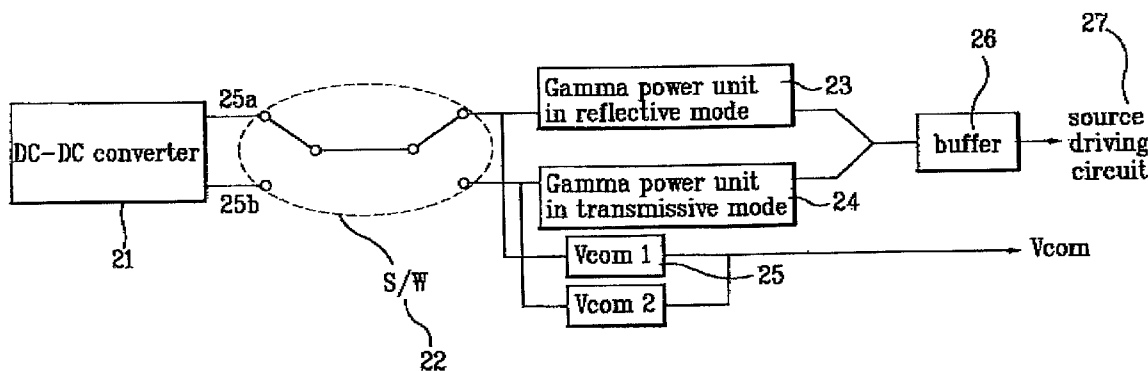 27
26
25a
Gamma power unit
in reflective mode
23
source
driving
circuit
DC-DC converter
buffer
25b
Gamma power unit
in transmissive mode
24
21
Vcom 1
25
Vcom
S/W
Vcom 2
22